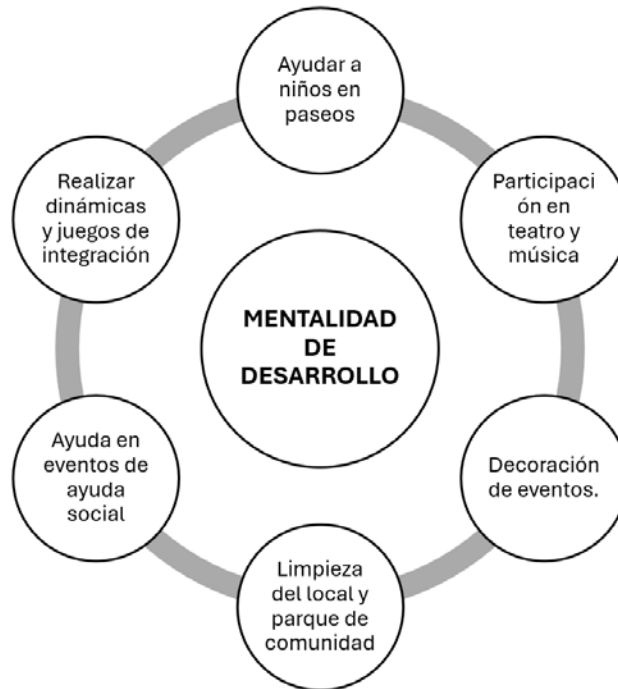 Ayudar a
niños en
paseos
Participaci
ón en
teatro y
música
Decoración
de eventos.
Limpieza
del local y
parque de
comunidad
Ayuda en
eventos de
ayuda
social
Realizar
dinámicas
y juegos de
integración
MENTALIDAD
DE
DESARROLLO